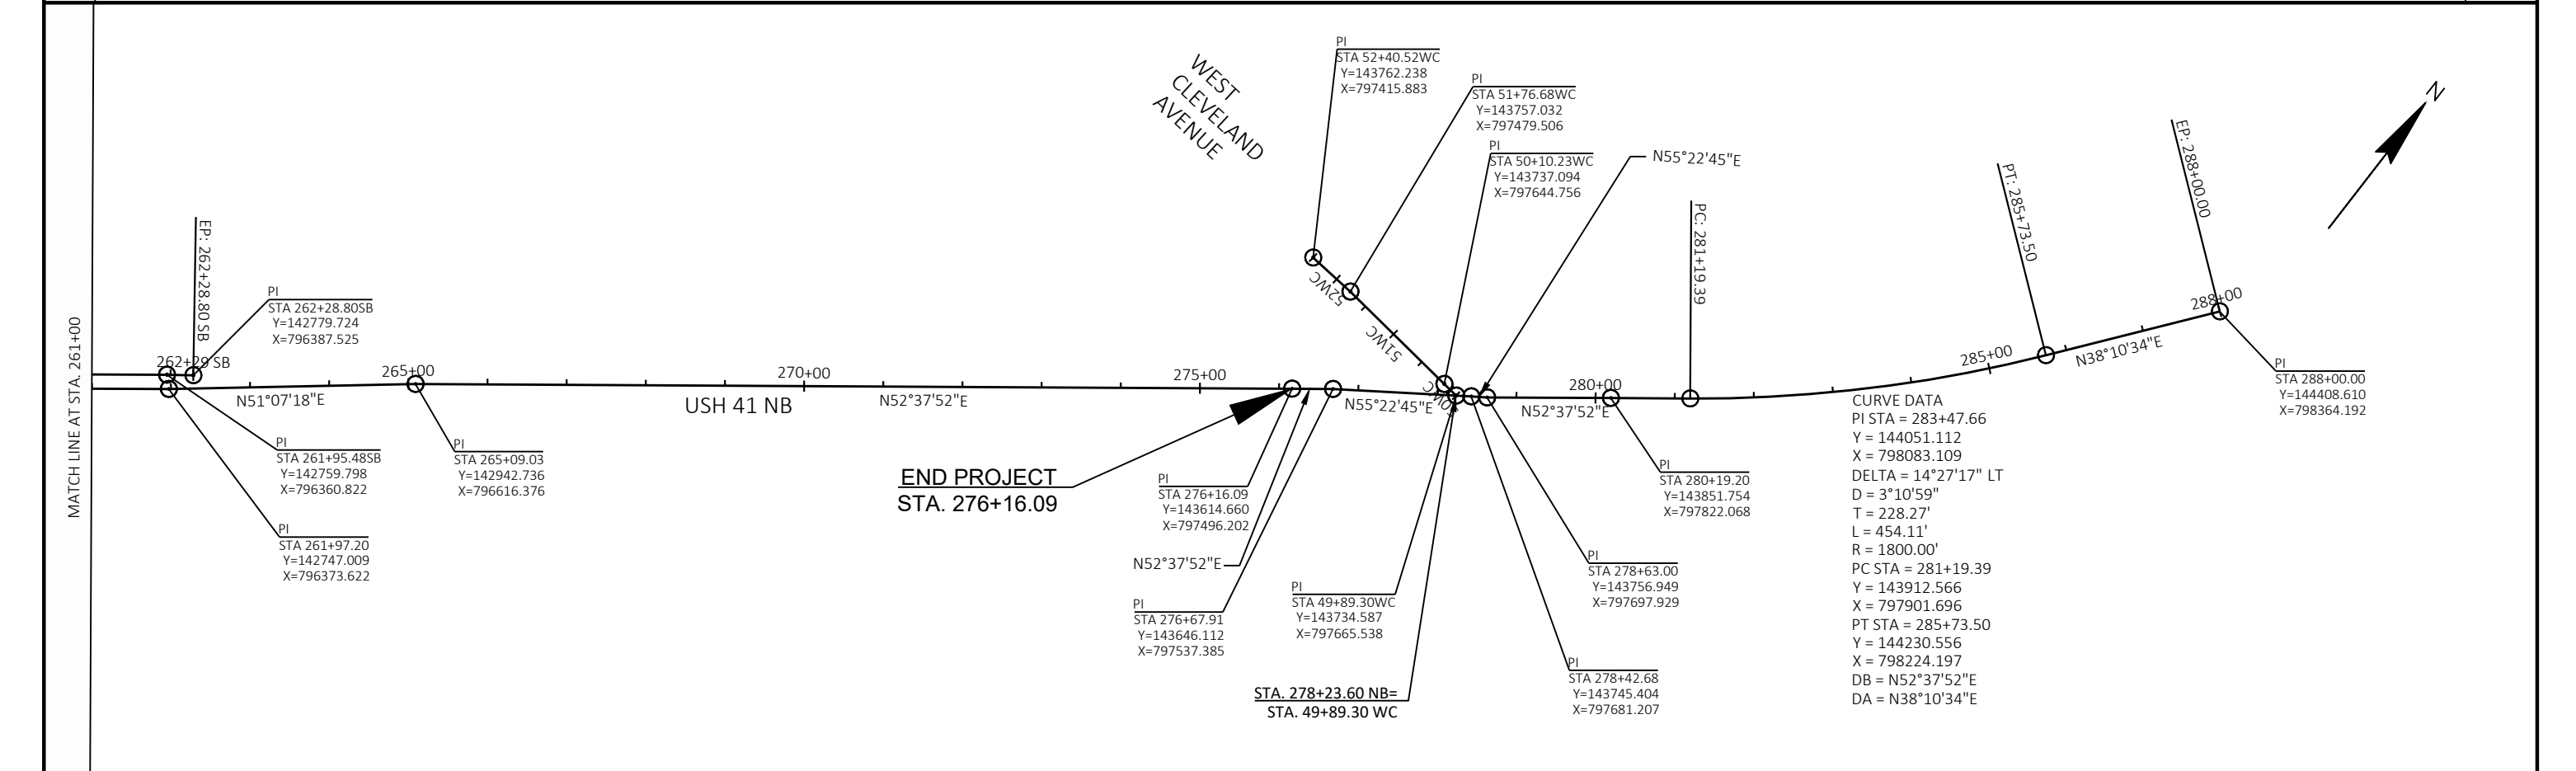 MATCH LINE AT STA. 261+00
EP: 262+28.80 SB
262+29 SB
PI
STA 262+28.80SB
Y=142779.724
X=796387.525
N51°07'18"E
PI
STA 261+95.48SB
Y=142759.798
X=796360.822
PI
STA 261+97.20
Y=142747.009
X=796373.622
265+00
PI
STA 265+09.03
Y=142942.736
X=796616.376
USH 41 NB
270+00
N52°37'52"E
END PROJECT
STA. 276+16.09
275+00
PI
STA 276+16.09
Y=143614.660
X=797496.202
N52°37'52"E
PI
STA 276+67.91
Y=143646.112
X=797537.385
WEST
CLEVELAND
AVENUE
PI
STA 52+40.52WC
Y=143762.238
X=797415.883
PI
STA 51+76.68WC
Y=143757.032
X=797479.506
PI
STA 50+10.23WC
Y=143737.094
X=797644.756
N55°22'45"E
52WC
51WC
N55°22'45"E
PI
STA 49+89.30WC
Y=143734.587
X=797665.538
STA. 278+23.60 NB=
STA. 49+89.30 WC
PI
STA 278+42.68
Y=143745.404
X=797681.207
PI
STA 278+63.00
Y=143756.949
X=797697.929
N52°37'52"E
280+00
PI
STA 280+19.20
Y=143851.754
X=797822.068
PC: 281+19.39
CURVE DATA
PI STA = 283+47.66
Y = 144051.112
X = 798083.109
DELTA = 14°27'17" LT
D = 3°10'59"
T = 228.27'
L = 454.11'
R = 1800.00'
PC STA = 281+19.39
Y = 143912.566
X = 797901.696
PT STA = 285+73.50
Y = 144230.556
X = 798224.197
DB = N52°37'52"E
DA = N38°10'34"E
285+00
PT: 285+73.50
N38°10'34"E
EP: 288+00.00
288+00
PI
STA 288+00.00
Y=144408.610
X=798364.192
N